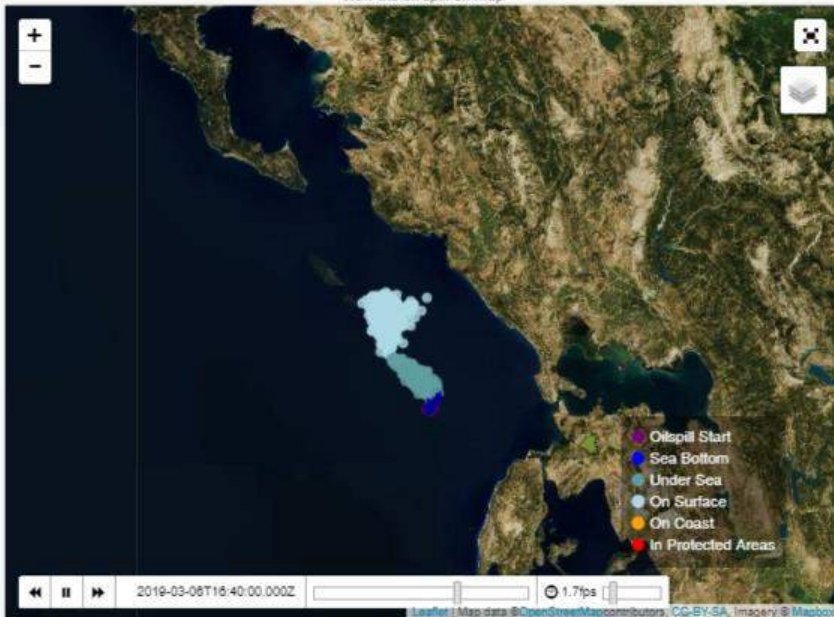 +
−
Oilspill Start
Sea Bottom
Under Sea
On Surface
On Coast
In Protected Areas
2019-03-06T16:40:00.000Z
1.7fps
Leaflet | Map data ©OpenStreetMap contributors, CC-BY-SA, Imagery © Mapbox